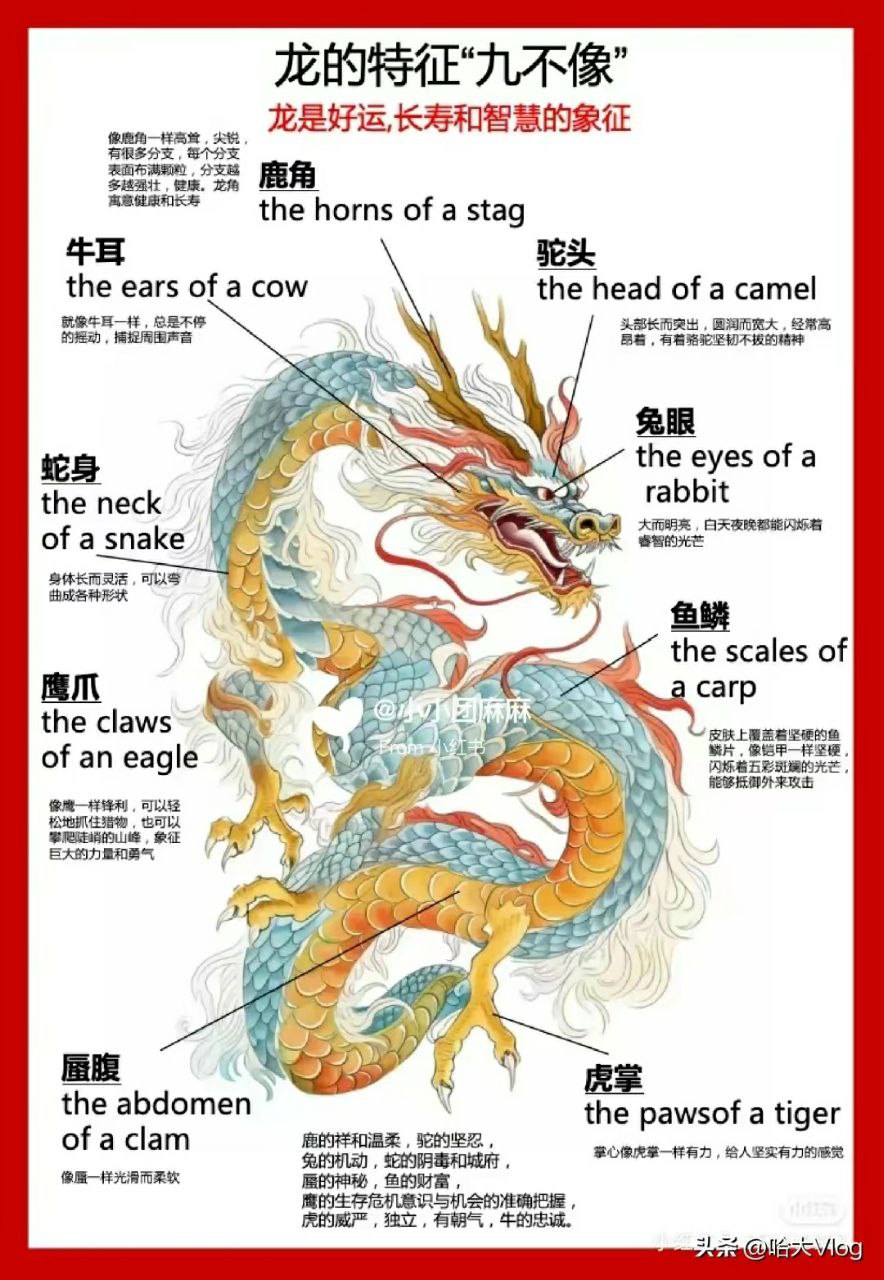 龙的特征“九不像”
龙是好运,长寿和智慧的象征
像鹿角一样高耸，尖锐，
有很多分支，每个分支
表面布满颗粒，分支越
多越强壮，健康。龙角
寓意健康和长寿
鹿角
the horns of a stag
牛耳
the ears of a cow
就像牛耳一样，总是不停
的摇动，捕捉周围声音
驼头
the head of a camel
头部长而突出，圆润而宽大，经常高
昂着，有着骆驼坚韧不拔的精神
兔眼
the eyes of a
rabbit
大而明亮，白天夜晚都能闪烁着
睿智的光芒
蛇身
the neck
of a snake
身体长而灵活，可以弯
曲成各种形状
鱼鳞
the scales of
a carp
皮肤上覆盖着坚硬的鱼
鳞片，像铠甲一样坚硬，
闪烁着五彩斑斓的光芒，
能够抵御外来攻击
鹰爪
the claws
of an eagle
像鹰一样锋利，可以轻
松地抓住猎物，也可以
攀爬陡峭的山峰，象征
巨大的力量和勇气
@小小团麻麻
From 小红书
蜃腹
the abdomen
of a clam
像蜃一样光滑而柔软
虎掌
the pawsof a tiger
掌心像虎掌一样有力，给人坚实有力的感觉
鹿的祥和温柔，驼的坚忍，
兔的机动，蛇的阴毒和城府，
蜃的神秘，鱼的财富，
鹰的生存危机意识与机会的准确把握，
虎的威严，独立，有朝气，牛的忠诚。
小红书
头条 @哈大Vlog